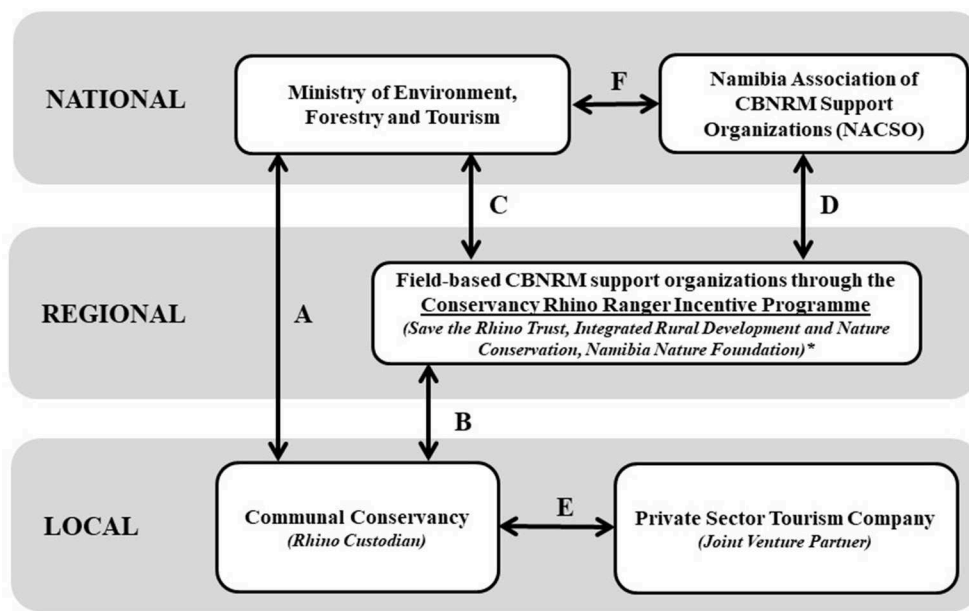 NATIONAL
Ministry of Environment,
Forestry and Tourism
F
Namibia Association of
CBNRM Support
Organizations (NACSO)
C
D
REGIONAL
A
Field-based CBNRM support organizations through the
Conservancy Rhino Ranger Incentive Programme
(Save the Rhino Trust, Integrated Rural Development and Nature
Conservation, Namibia Nature Foundation)*
B
LOCAL
Communal Conservancy
(Rhino Custodian)
E
Private Sector Tourism Company
(Joint Venture Partner)